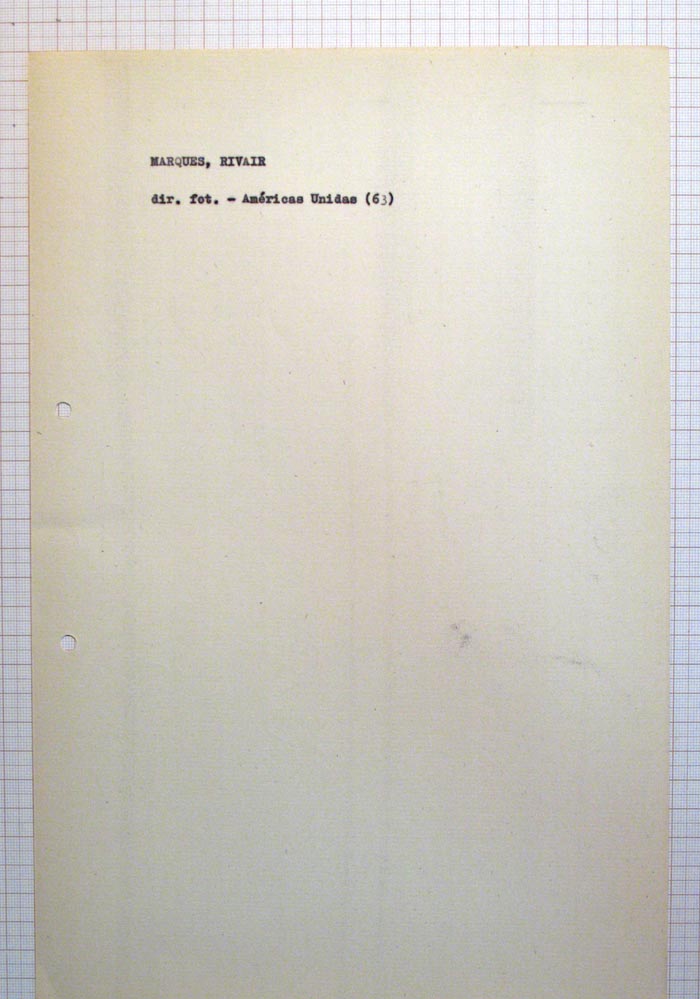 MARQUES, RIVAIR
dir. fot. - Américas Unidas (63)